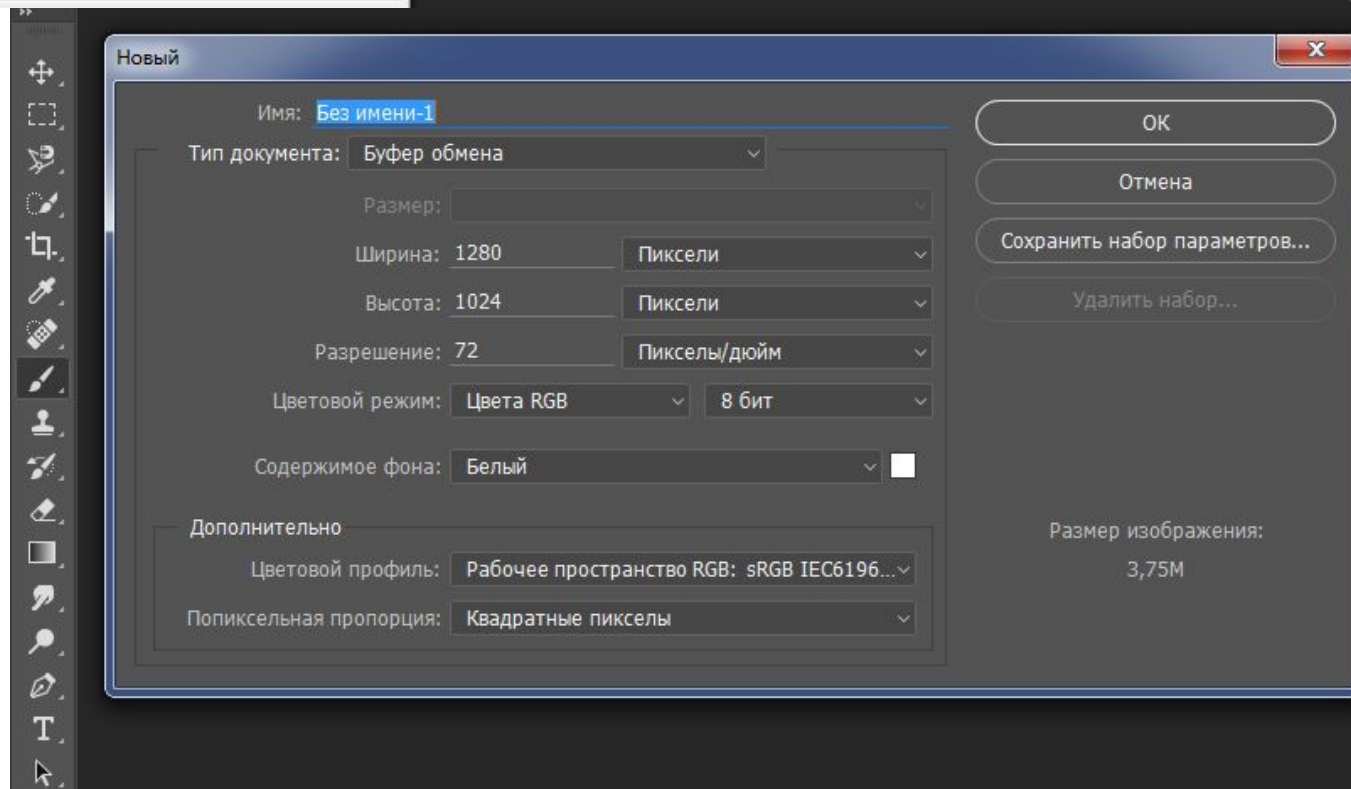 Новый
Имя: Без имени-1
Тип документа: Буфер обмена
Размер:
Ширина: 1280 Пиксели
Высота: 1024 Пиксели
Разрешение: 72 Пикселы/дюйм
Цветовой режим: Цвета RGB 8 бит
Содержимое фона: Белый
Дополнительно
Цветовой профиль: Рабочее пространство RGB: sRGB IEC6196...
Попиксельная пропорция: Квадратные пикселы
ОК
Отмена
Сохранить набор параметров...
Удалить набор...
Размер изображения:
3,75M